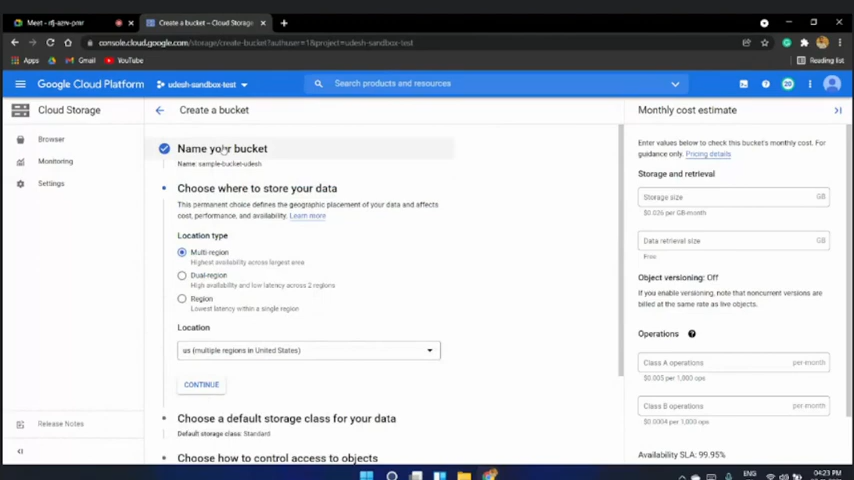 Meet - rfj-azrv-pmr
Create a bucket – Cloud Storage
console.cloud.google.com/storage/create-bucket?authuser=1&project=udesh-sandbox-test
Apps
Gmail
YouTube
Reading list
Google Cloud Platform
udesh-sandbox-test
Search products and resources
20
Cloud Storage
Create a bucket
Monthly cost estimate
Browser
Monitoring
Settings
Name your bucket
Name: sample-bucket-udesh
Choose where to store your data
This permanent choice defines the geographic placement of your data and affects
cost, performance, and availability. Learn more
Location type
Multi-region
Highest availability across largest area
Dual-region
High availability and low latency across 2 regions
Region
Lowest latency within a single region
Location
us (multiple regions in United States)
CONTINUE
Choose a default storage class for your data
Default storage class: Standard
Choose how to control access to objects
Enter values below to check this bucket's monthly cost. For
guidance only. Pricing details
Storage and retrieval
Storage size GB
$0.026 per GB-month
Data retrieval size GB
Free
Object versioning: Off
If you enable versioning, note that noncurrent versions are
billed at the same rate as live objects.
Operations
Class A operations per-month
$0.005 per 1,000 ops
Class B operations per-month
$0.0004 per 1,000 ops
Availability SLA: 99.95%
Release Notes
04:23 PM